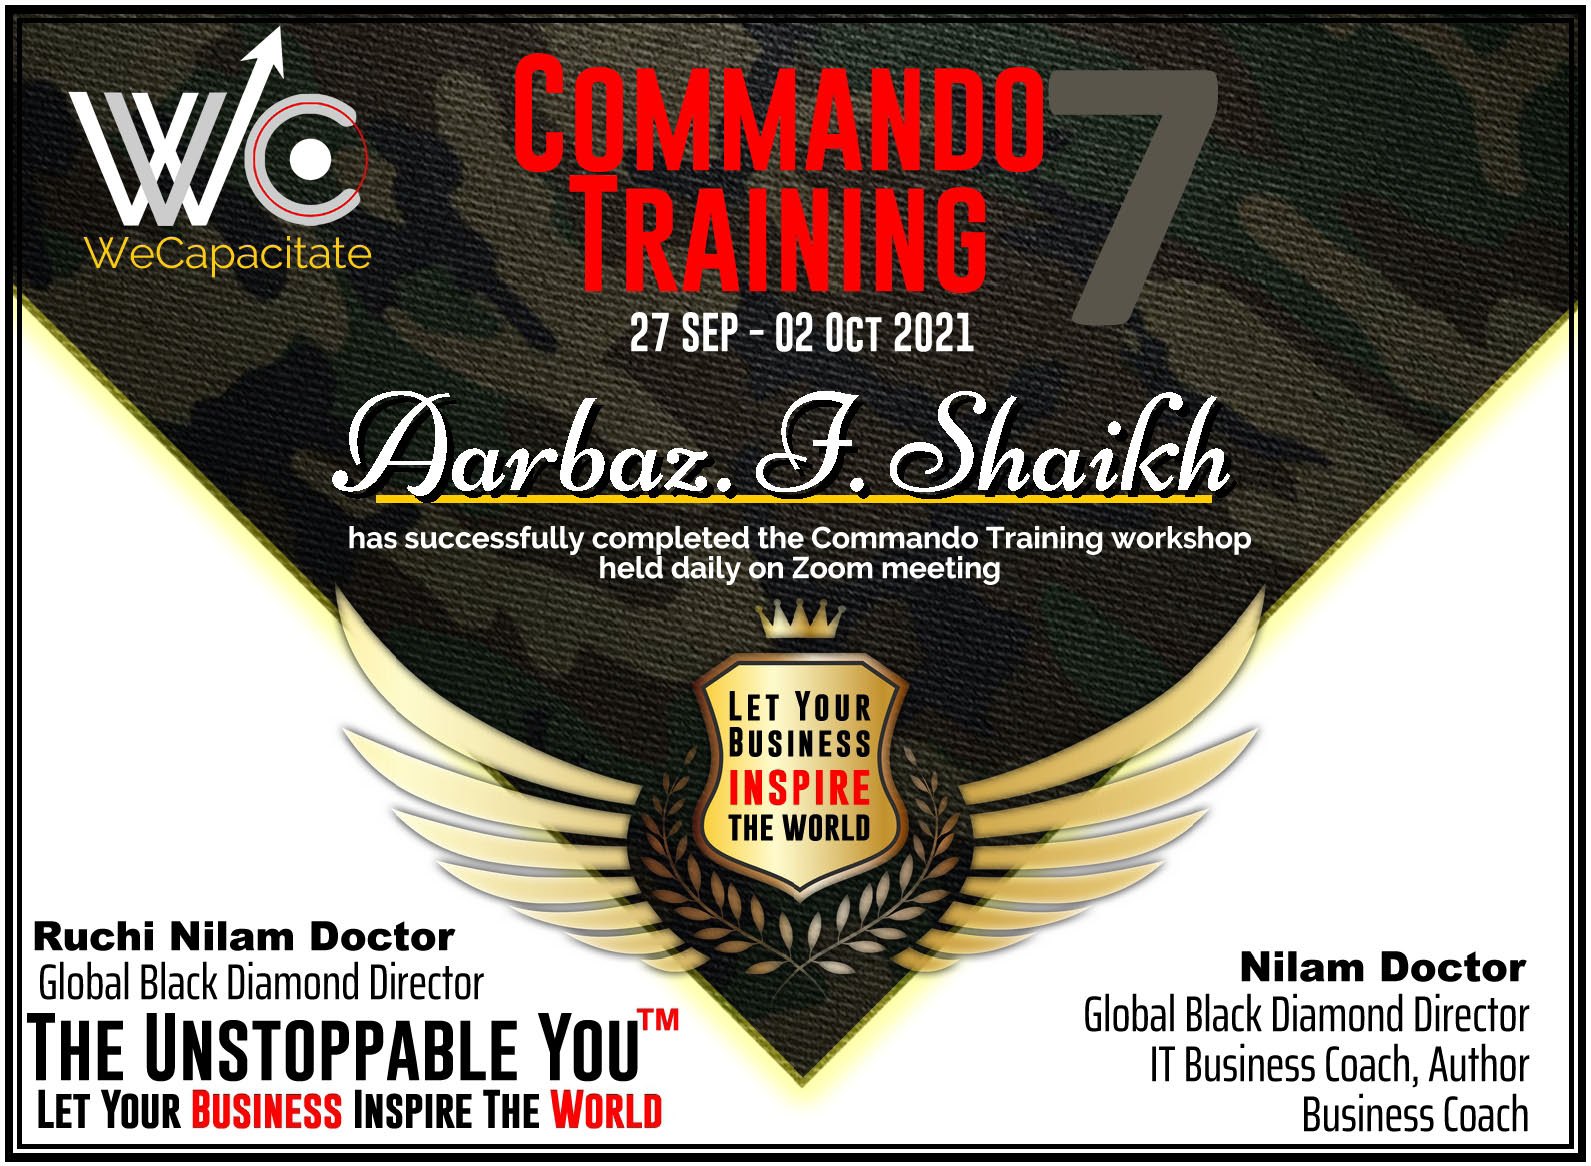 WC
WeCapacitate
COMMANDO 7
TRAINING
27 SEP - 02 OCT 2021
Aarbaz. F. Shaikh
has successfully completed the Commando Training workshop
held daily on Zoom meeting
LET YOUR
BUSINESS
INSPIRE
THE WORLD
Ruchi Nilam Doctor
Global Black Diamond Director
THE UNSTOPPABLE YOU™
LET YOUR BUSINESS INSPIRE THE WORLD
Nilam Doctor
Global Black Diamond Director
IT Business Coach, Author
Business Coach